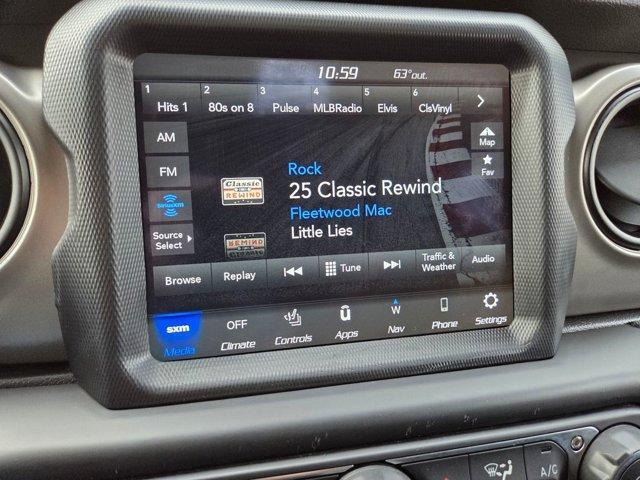 10:59 63°out.
1 2 3 4 5 6
Hits 1 80s on 8 Pulse MLBRadio Elvis ClsVinyl
AM
FM
siriusxm
Source
Select
Map
Fav
Rock
25 Classic Rewind
Fleetwood Mac
Little Lies
Classic
REWIND
Browse Replay Tune Traffic &
Weather Audio
sxm OFF W
Media Climate Controls Apps Nav Phone Settings
A/C